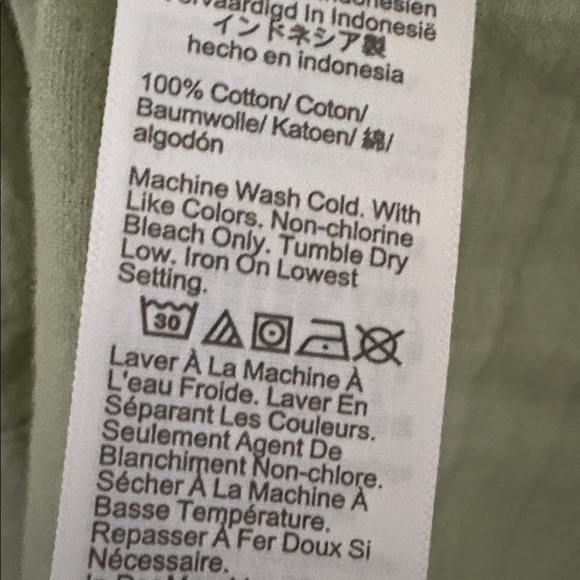 In Indonesië
インドネシア製
hecho en indonesia
100% Cotton/ Coton/
Baumwolle/ Katoen/ 綿/
algodón
Machine Wash Cold. With
Like Colors. Non-chlorine
Bleach Only. Tumble Dry
Low. Iron On Lowest
Setting.
30
Laver À La Machine À
L'eau Froide. Laver En
Séparant Les Couleurs.
Seulement Agent De
Blanchiment Non-chlore.
Sécher À La Machine À
Basse Température.
Repasser À Fer Doux Si
Nécessaire.